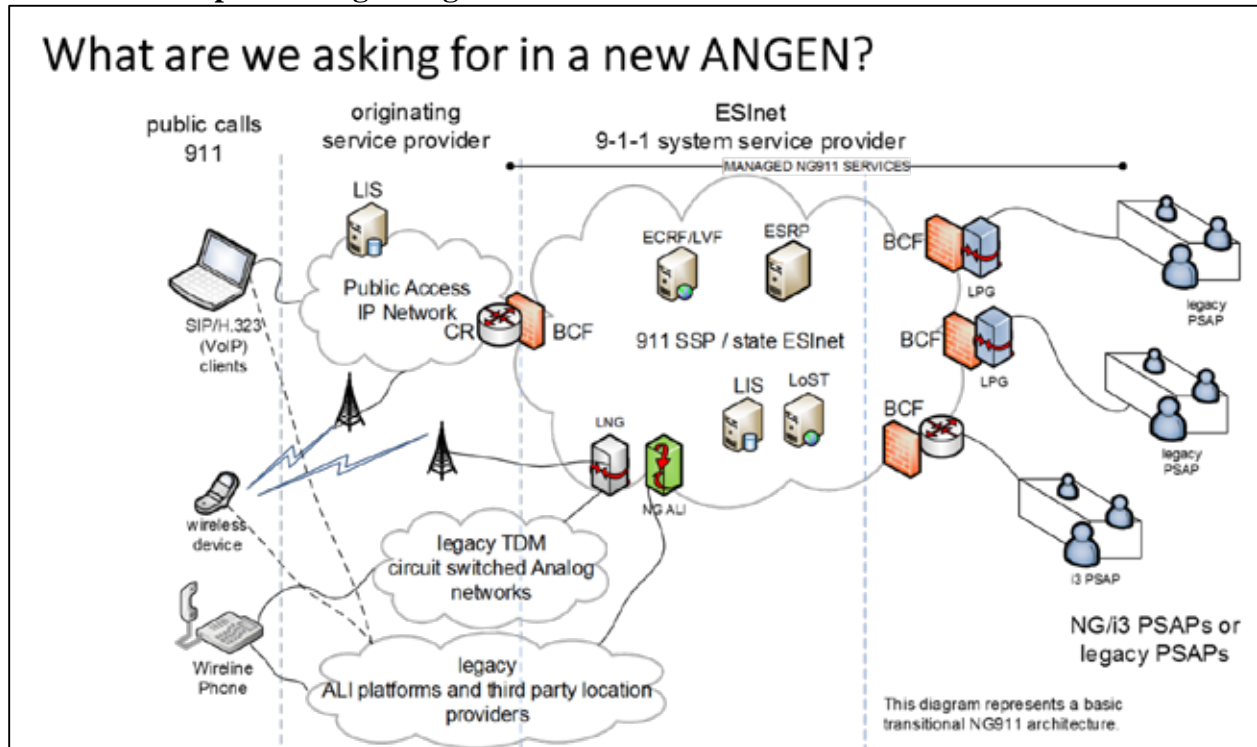 What are we asking for in a new ANGEN?
public calls
911
originating
service provider
ESInet
9-1-1 system service provider
MANAGED NG911 SERVICES
LIS
Public Access
IP Network
CR
BCF
SIP/H.323
(VoIP)
clients
ECRF/LVF
ESRP
911 SSP / state ESInet
LIS
LoST
LNG
NG ALI
BCF
LPG
legacy
PSAP
BCF
LPG
legacy
PSAP
BCF
i3 PSAP
wireless
device
legacy TDM
circuit switched Analog
networks
Wireline
Phone
legacy
ALI platforms and third party location
providers
NG/i3 PSAPs or
legacy PSAPs
This diagram represents a basic
transitional NG911 architecture.